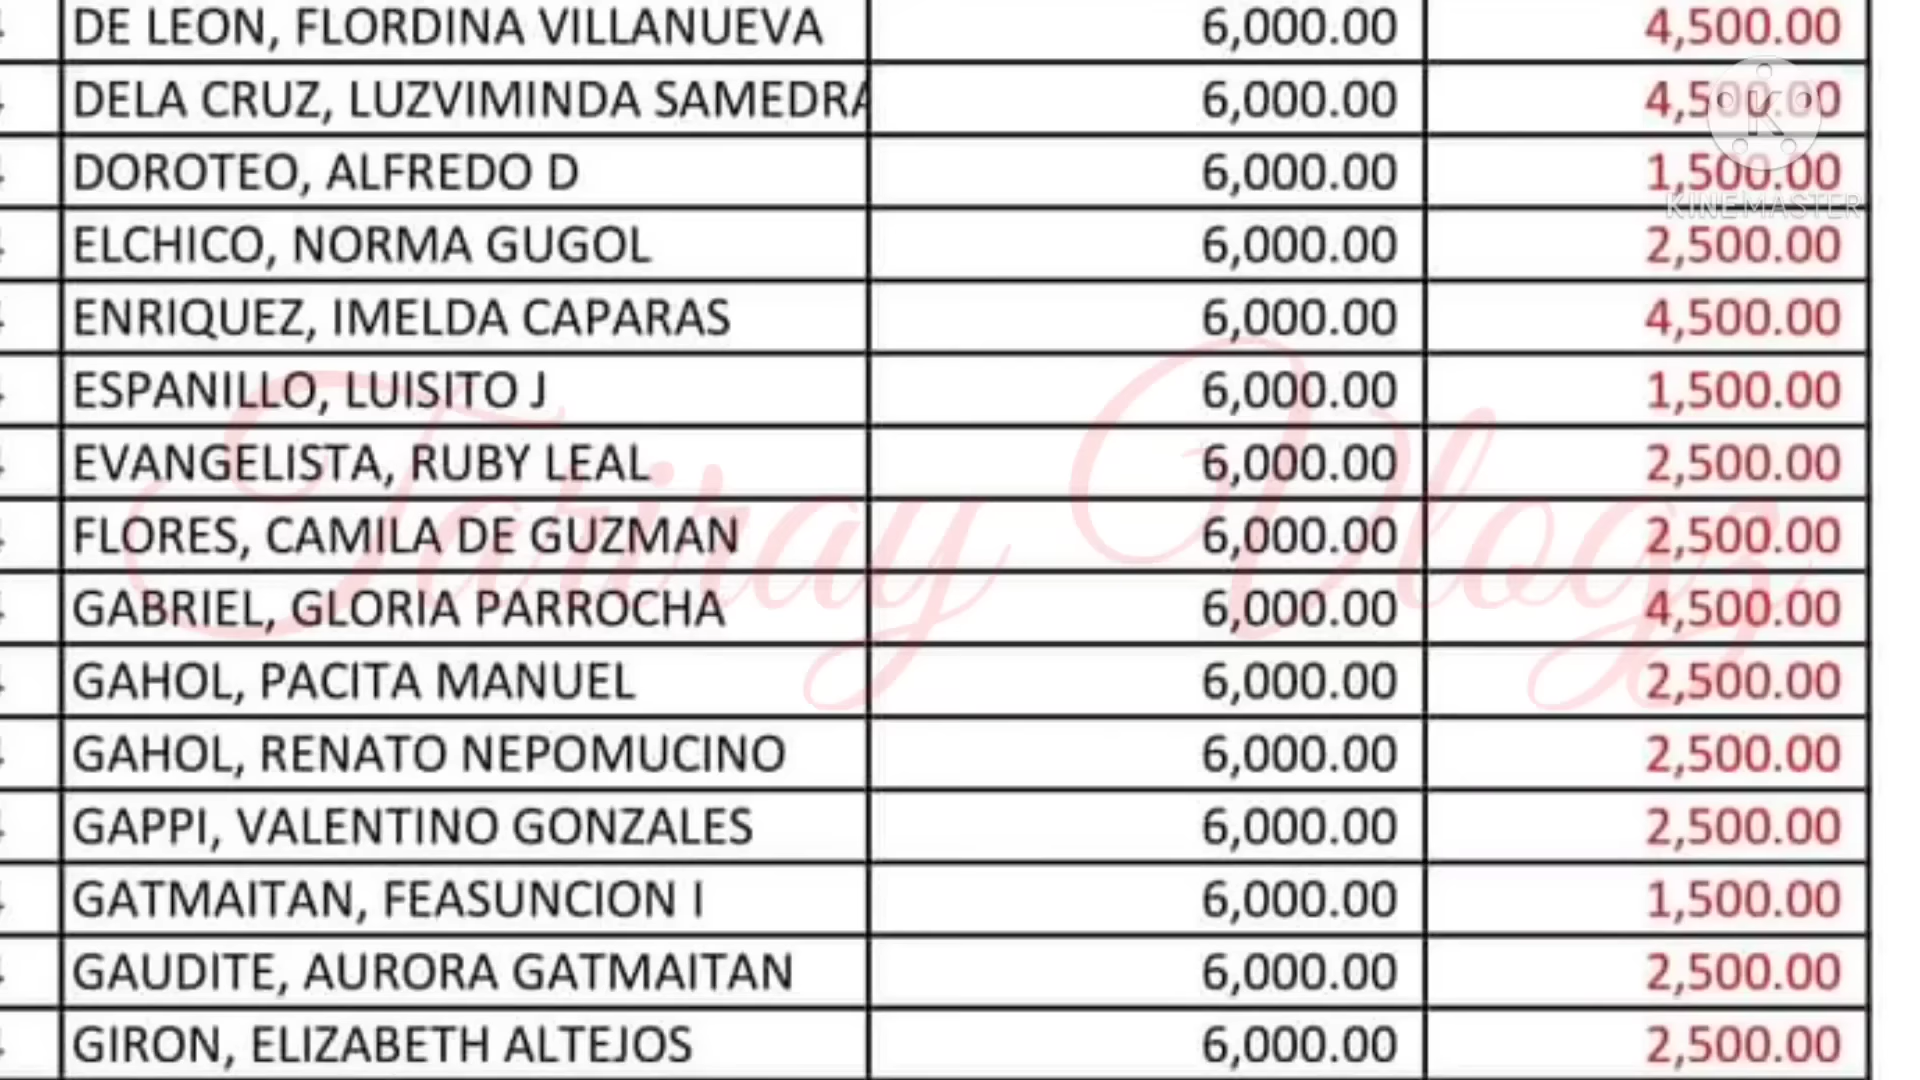 DE LEON, FLORDINA VILLANUEVA 6,000.00 4,500.00
DELA CRUZ, LUZVIMINDA SAMEDRA 6,000.00 4,500.00
DOROTEO, ALFREDO D 6,000.00 1,500.00
KINEMASTER
ELCHICO, NORMA GUGOL 6,000.00 2,500.00
ENRIQUEZ, IMELDA CAPARAS 6,000.00 4,500.00
ESPANILLO, LUISITO J 6,000.00 1,500.00
EVANGELISTA, RUBY LEAL 6,000.00 2,500.00
Tariray Vlogz
FLORES, CAMILA DE GUZMAN 6,000.00 2,500.00
GABRIEL, GLORIA PARROCHA 6,000.00 4,500.00
GAHOL, PACITA MANUEL 6,000.00 2,500.00
GAHOL, RENATO NEPOMUCINO 6,000.00 2,500.00
GAPPI, VALENTINO GONZALES 6,000.00 2,500.00
GATMAITAN, FEASUNCION I 6,000.00 1,500.00
GAUDITE, AURORA GATMAITAN 6,000.00 2,500.00
GIRON, ELIZABETH ALTEJOS 6,000.00 2,500.00